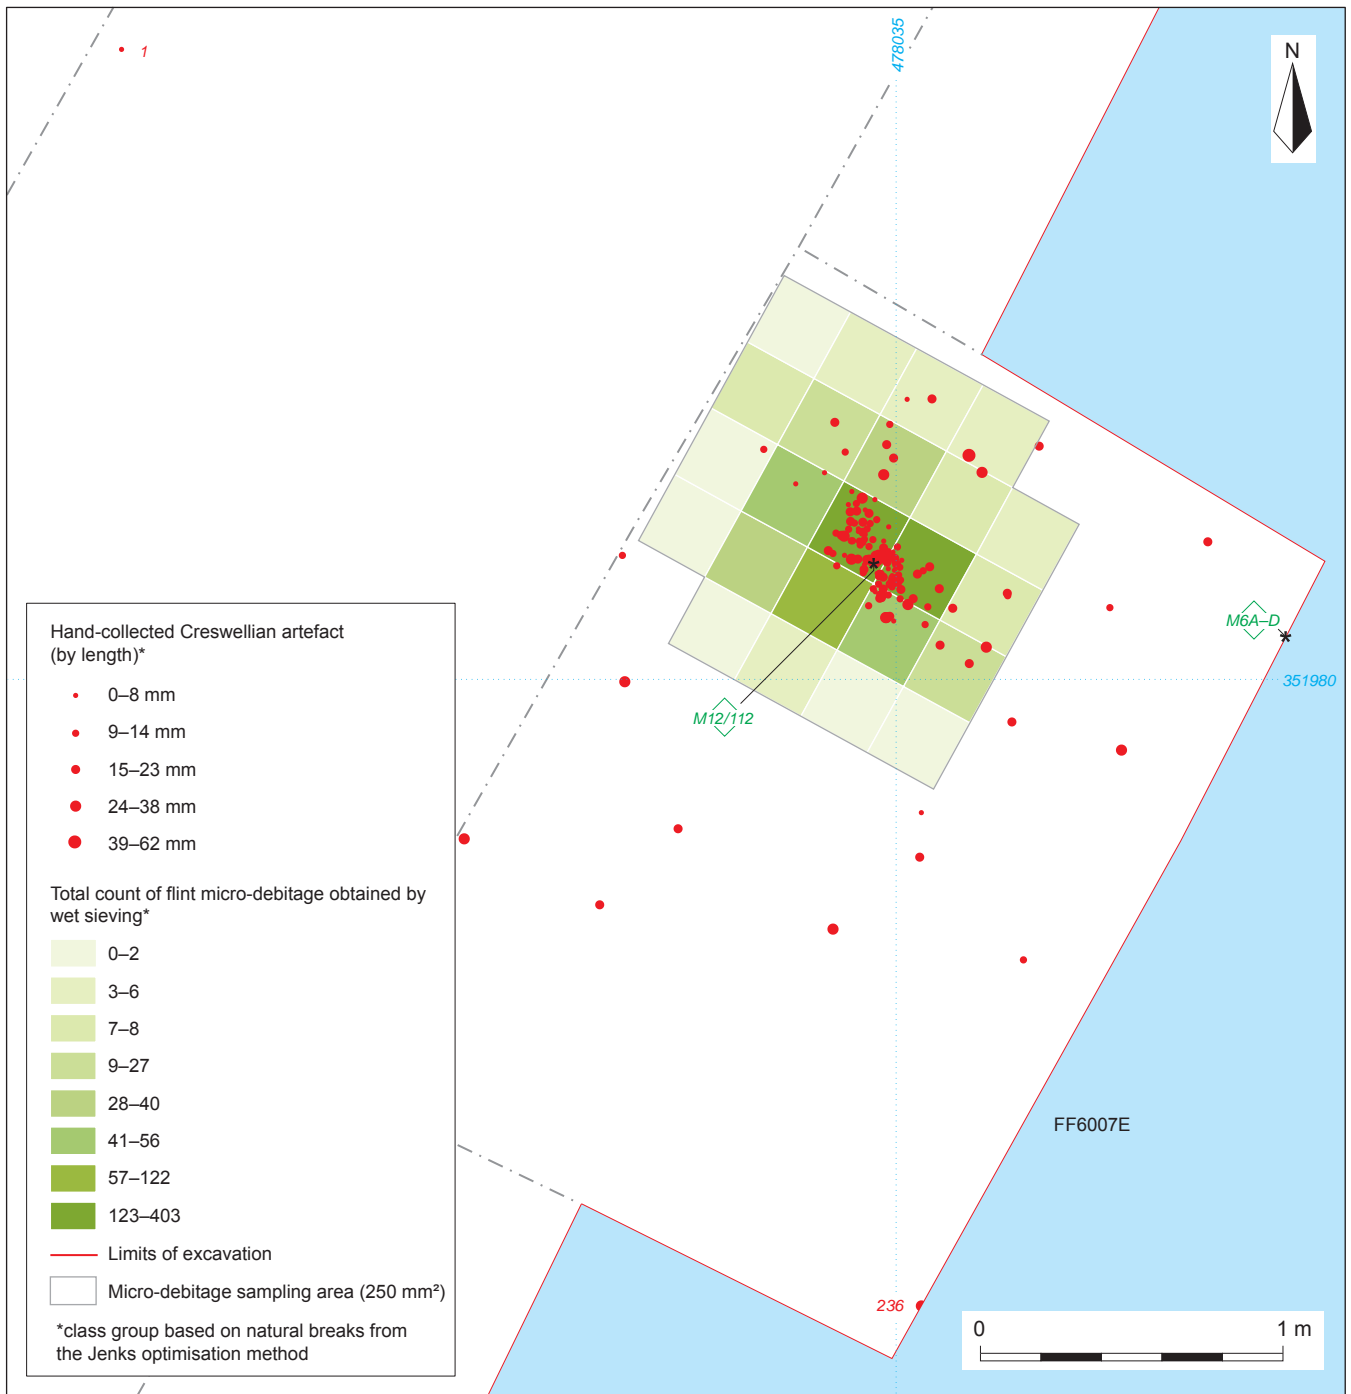 1
478035
N
M6A–D
351980
M12/112
Hand-collected Creswellian artefact
(by length)*
0–8 mm
9–14 mm
15–23 mm
24–38 mm
39–62 mm
Total count of flint micro-debitage obtained by
wet sieving*
0–2
3–6
7–8
9–27
28–40
41–56
57–122
123–403
Limits of excavation
Micro-debitage sampling area (250 mm²)
*class group based on natural breaks from
the Jenks optimisation method
FF6007E
236
0 1 m